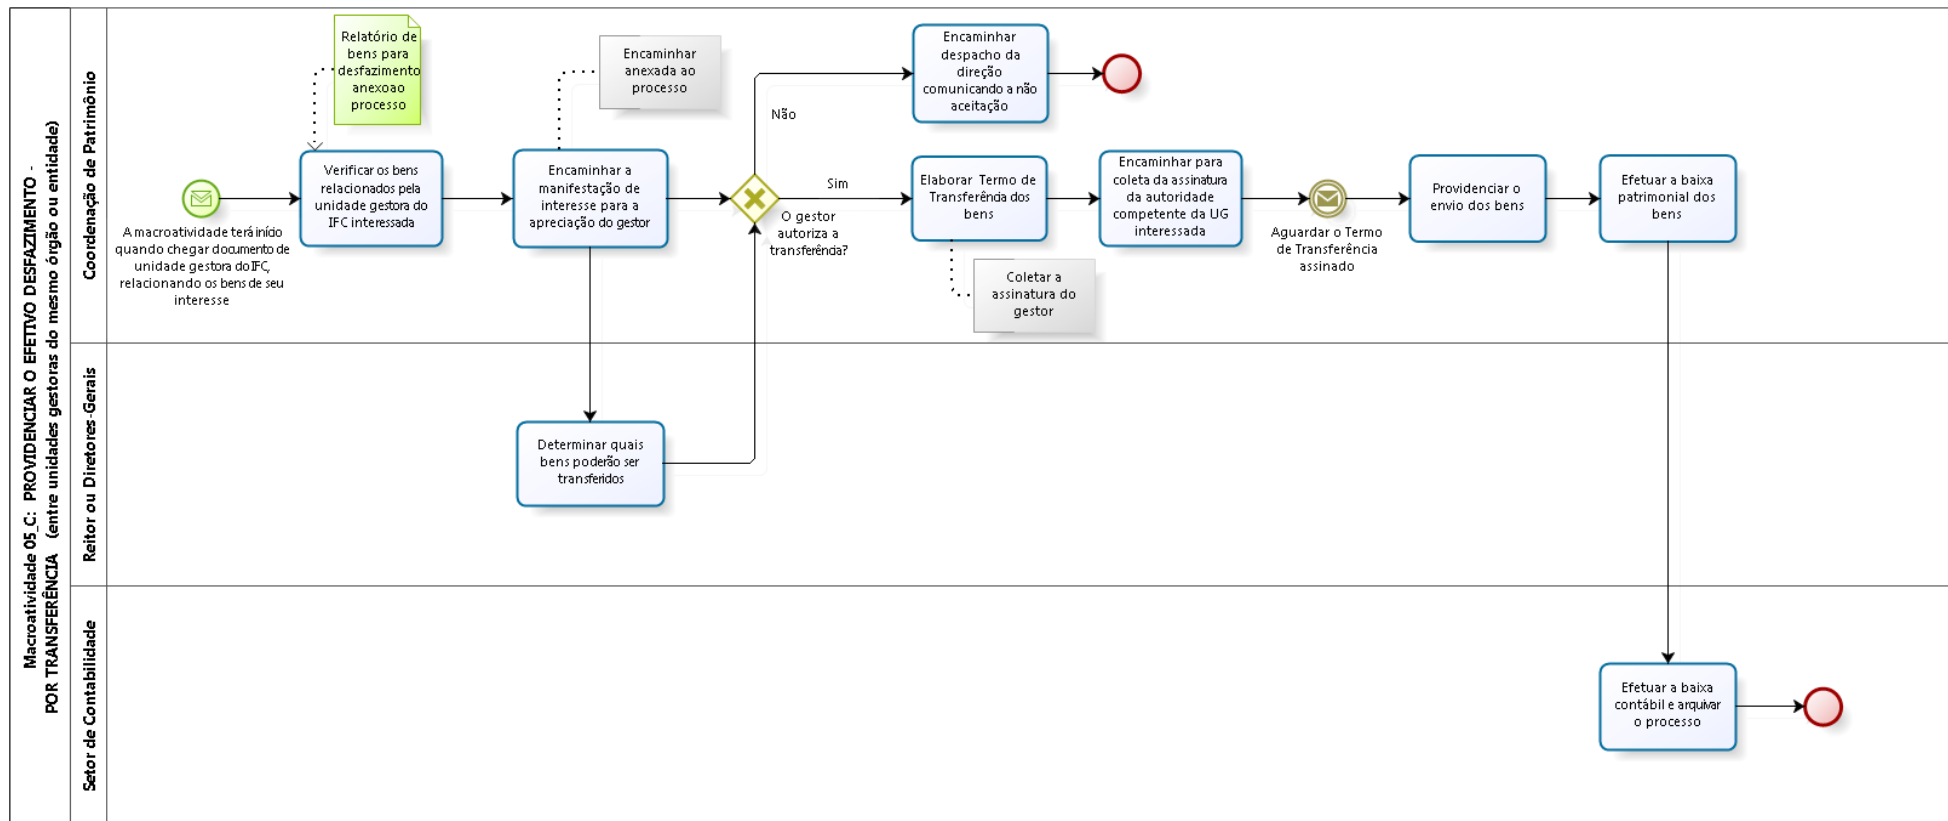 Macroatividade 05_C:  PROVIDENCIAR O EFETIVO DESFAZIMENTO -
POR TRANSFERÊNCIA   (entre unidades gestoras do mesmo órgão ou entidade)
Coordenação de Patrimônio
Relatório de
bens para
desfazimento
anexoao
processo
A macroatividade terá início
quando chegar documento de
unidade gestora do IFC,
relacionando os bens de seu
interesse
Verificar os bens
relacionados pela
unidade gestora do
IFC interessada
Encaminhar
anexada ao
processo
Encaminhar a
manifestação de
interesse para a
apreciação do gestor
O gestor
autoriza a
transferência?
Não
Encaminhar
despacho da
direção
comunicando a não
aceitação
Sim
Elaborar Termo de
Transferência dos
bens
Coletar a
assinatura do
gestor
Encaminhar para
coleta da assinatura
da autoridade
competente da UG
interessada
Aguardar o Termo
de Transferência
assinado
Providenciar o
envio dos bens
Efetuar a baixa
patrimonial dos
bens
Reitor ou Diretores-Gerais
Determinar quais
bens poderão ser
transferidos
Setor de Contabilidade
Efetuar a baixa
contábil e arquivar
o processo